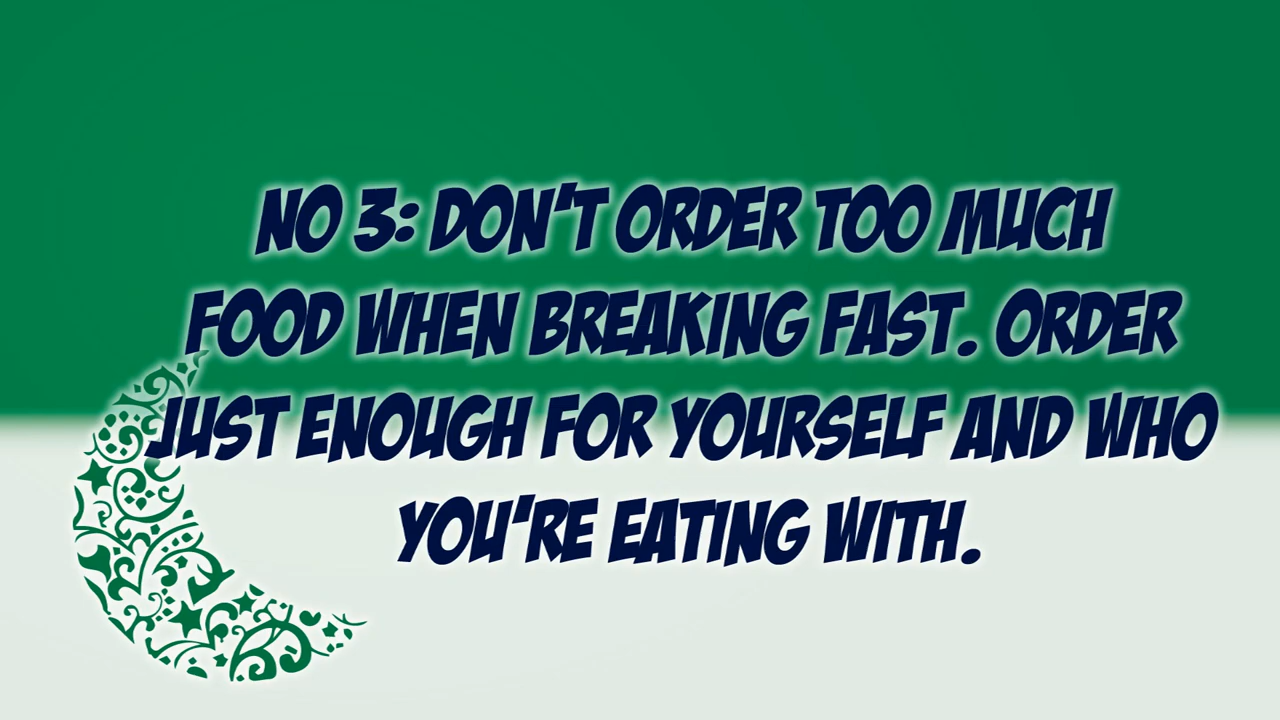 NO 3: DON'T ORDER TOO MUCH
FOOD WHEN BREAKING FAST. ORDER
JUST ENOUGH FOR YOURSELF AND WHO
YOU'RE EATING WITH.